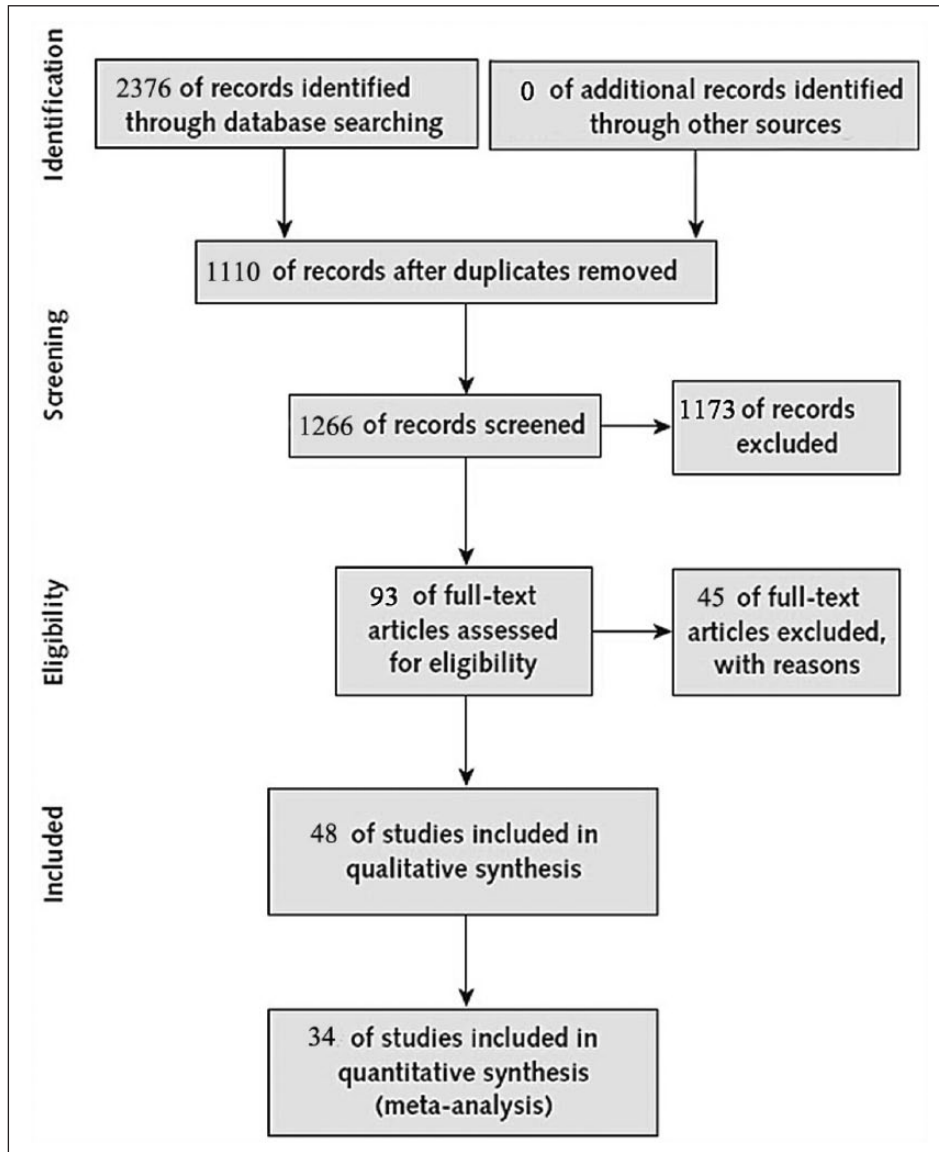 Identification
2376 of records identified
through database searching
0 of additional records identified
through other sources
1110 of records after duplicates removed
Screening
1266 of records screened
1173 of records
excluded
Eligibility
93 of full-text
articles assessed
for eligibility
45 of full-text
articles excluded,
with reasons
Included
48 of studies included in
qualitative synthesis
34 of studies included in
quantitative synthesis
(meta-analysis)